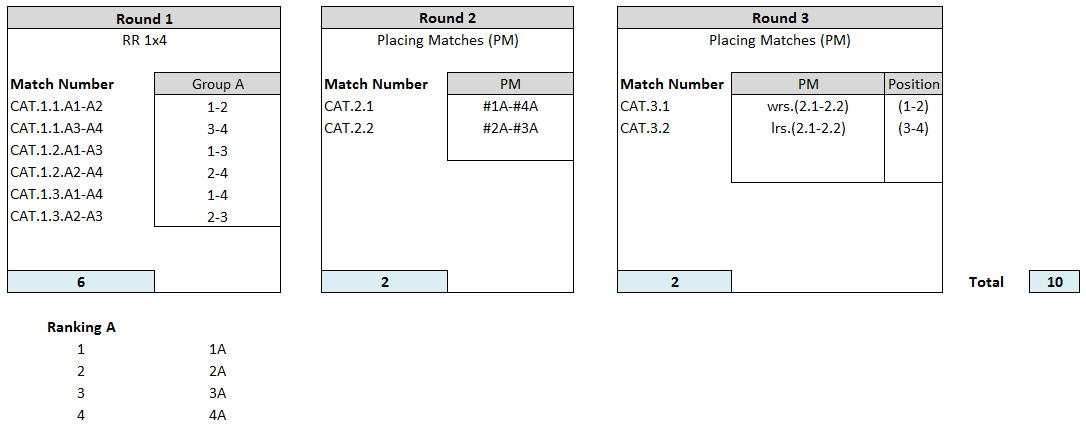 Round 1
RR 1x4
Match Number Group A
CAT.1.1.A1-A2 1-2
CAT.1.1.A3-A4 3-4
CAT.1.2.A1-A3 1-3
CAT.1.2.A2-A4 2-4
CAT.1.3.A1-A4 1-4
CAT.1.3.A2-A3 2-3
6
Round 2
Placing Matches (PM)
Match Number PM
CAT.2.1 #1A-#4A
CAT.2.2 #2A-#3A
2
Round 3
Placing Matches (PM)
Match Number PM Position
CAT.3.1 wrs.(2.1-2.2) (1-2)
CAT.3.2 lrs.(2.1-2.2) (3-4)
2
Total 10
Ranking A
1 1A
2 2A
3 3A
4 4A